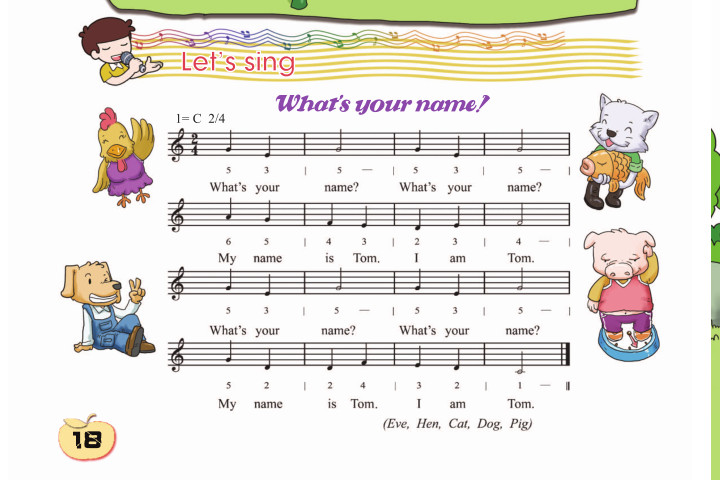 Let's sing
What's your name?
1= C 2/4
2
4
5 3 | 5 — | 5 3 | 5 — |
What's your name? What's your name?
6 5 | 4 3 | 2 3 | 4 — |
My name is Tom. I am Tom.
5 3 | 5 — | 5 3 | 5 — |
What's your name? What's your name?
5 2 | 2 4 | 3 2 | 1 — ‖
My name is Tom. I am Tom.
(Eve, Hen, Cat, Dog, Pig)
18